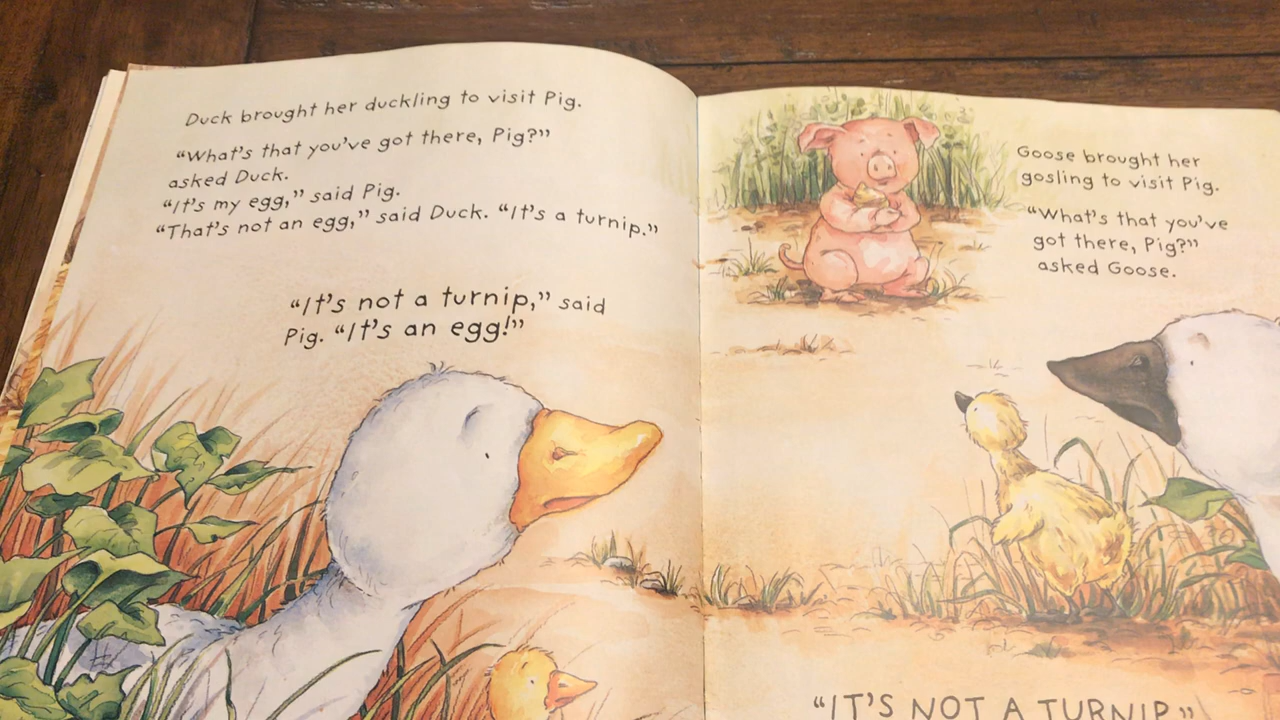 Duck brought her duckling to visit Pig.
“What's that you've got there, Pig?”
asked Duck.
“It's my egg,” said Pig.
“That's not an egg,” said Duck. “It's a turnip.”
“It's not a turnip,” said
Pig. “It's an egg!”
Goose brought her
gosling to visit Pig.
“What's that you've
got there, Pig?”
asked Goose.
“IT'S NOT A TURNIP,”